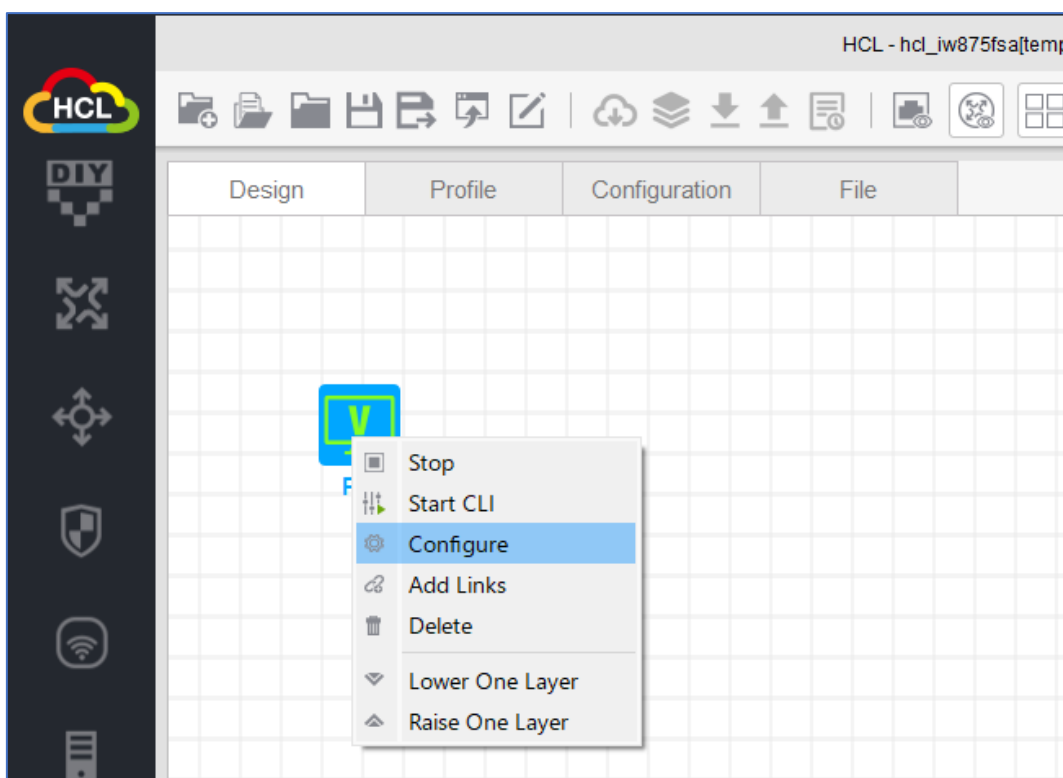 HCL - hcl_iw875fsa[temp
HCL
DIY
Design
Profile
Configuration
File
V
Stop
Start CLI
Configure
Add Links
Delete
Lower One Layer
Raise One Layer